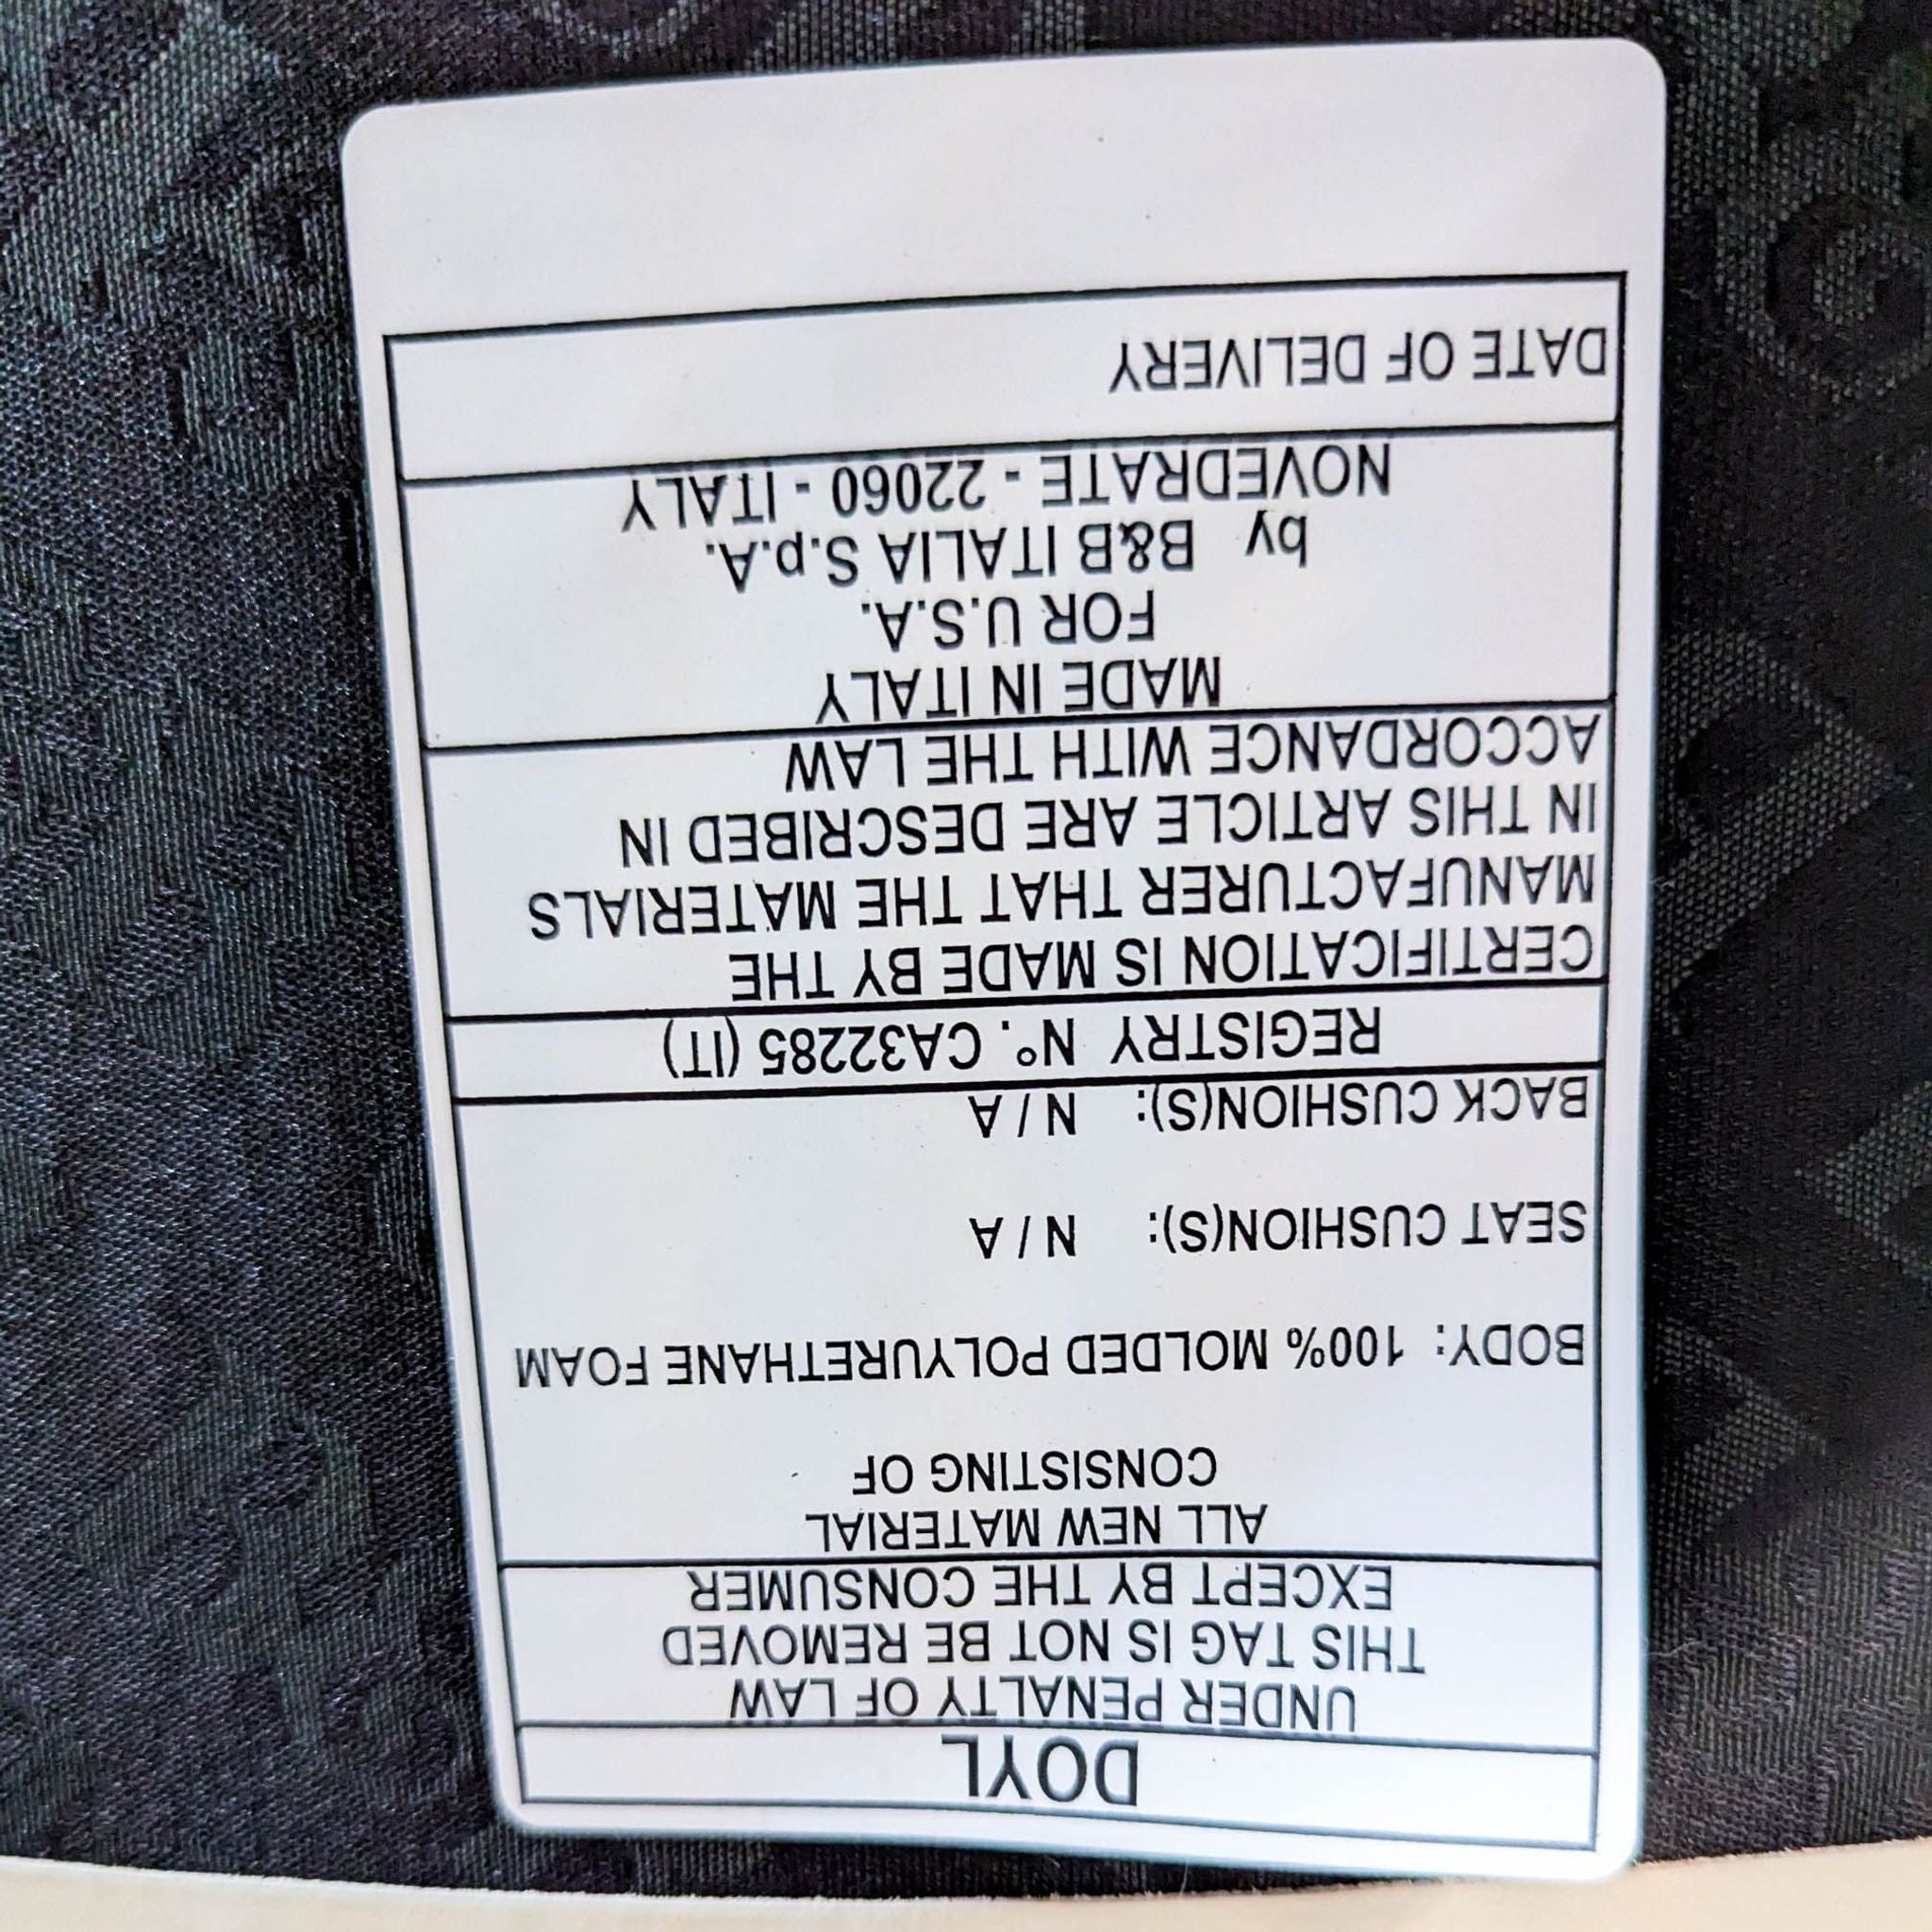 DOYL
UNDER PENALTY OF LAW
THIS TAG IS NOT BE REMOVED
EXCEPT BY THE CONSUMER
ALL NEW MATERIAL
CONSISTING OF
BODY: 100% MOLDED POLYURETHANE FOAM
SEAT CUSHION(S): N / A
BACK CUSHION(S): N / A
REGISTRY N°. CA32285 (IT)
CERTIFICATION IS MADE BY THE
MANUFACTURER THAT THE MATERIALS
IN THIS ARTICLE ARE DESCRIBED IN
ACCORDANCE WITH THE LAW
MADE IN ITALY
FOR U.S.A.
by B&B ITALIA S.p.A.
NOVEDRATE - 22060 - ITALY
DATE OF DELIVERY